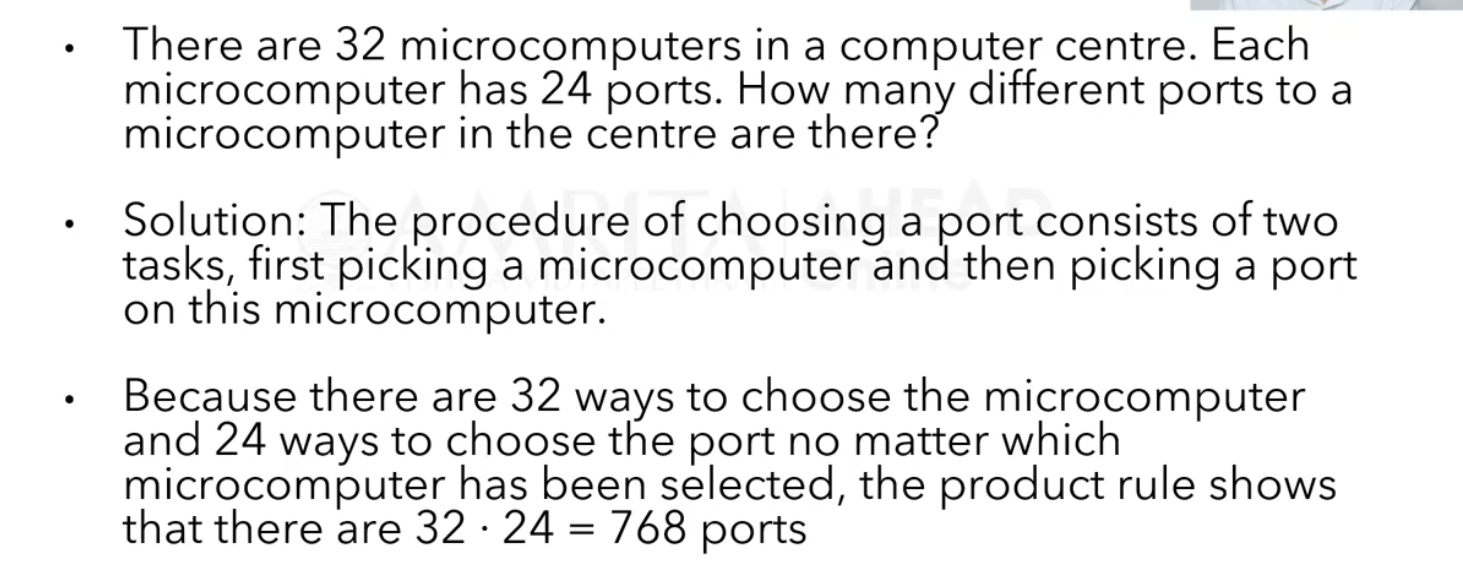 • There are 32 microcomputers in a computer centre. Each
microcomputer has 24 ports. How many different ports to a
microcomputer in the centre are there?
• Solution: The procedure of choosing a port consists of two
tasks, first picking a microcomputer and then picking a port
on this microcomputer.
• Because there are 32 ways to choose the microcomputer
and 24 ways to choose the port no matter which
microcomputer has been selected, the product rule shows
that there are 32 · 24 = 768 ports
AMRITA AHEAD
Online